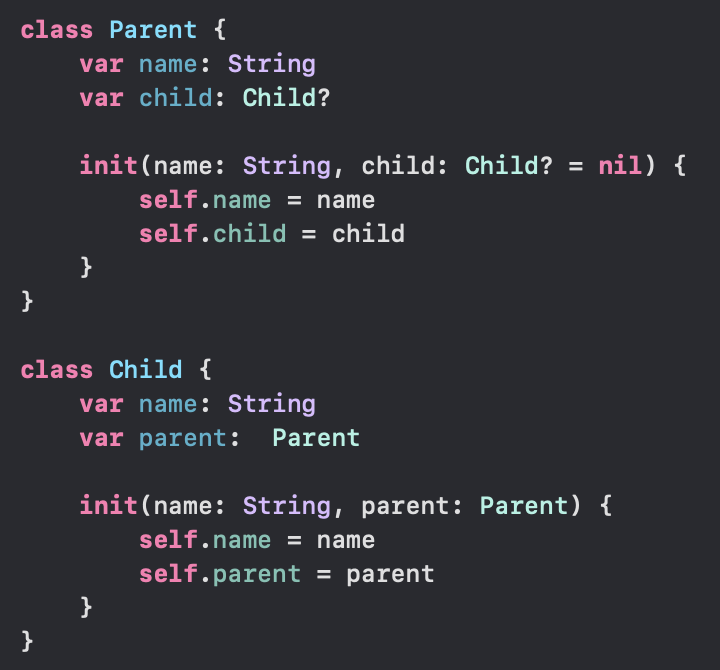 class Parent {
    var name: String
    var child: Child?

    init(name: String, child: Child? = nil) {
        self.name = name
        self.child = child
    }
}

class Child {
    var name: String
    var parent:  Parent

    init(name: String, parent: Parent) {
        self.name = name
        self.parent = parent
    }
}